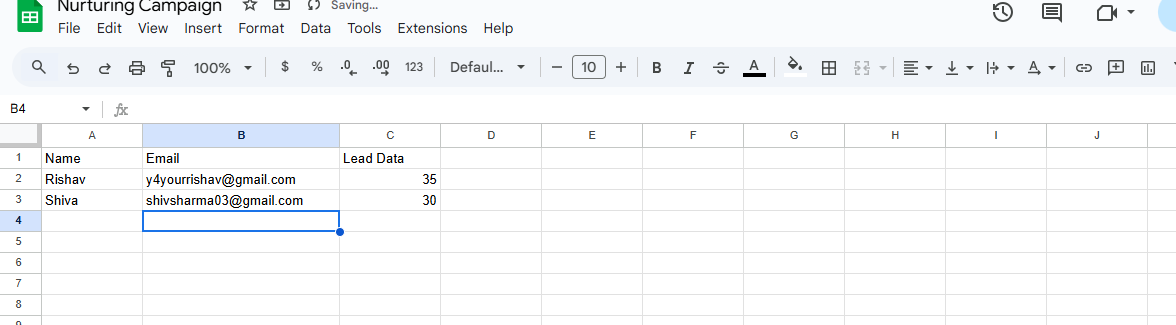 Nurturing Campaign Saving...
File Edit View Insert Format Data Tools Extensions Help
100% $ % .0 .00 123 Defaul... 10 B I S A A
B4 fx
A B C D E F G H I J
1 Name Email Lead Data
2 Rishav y4yourrishav@gmail.com 35
3 Shiva shivsharma03@gmail.com 30
4
5
6
7
8
9